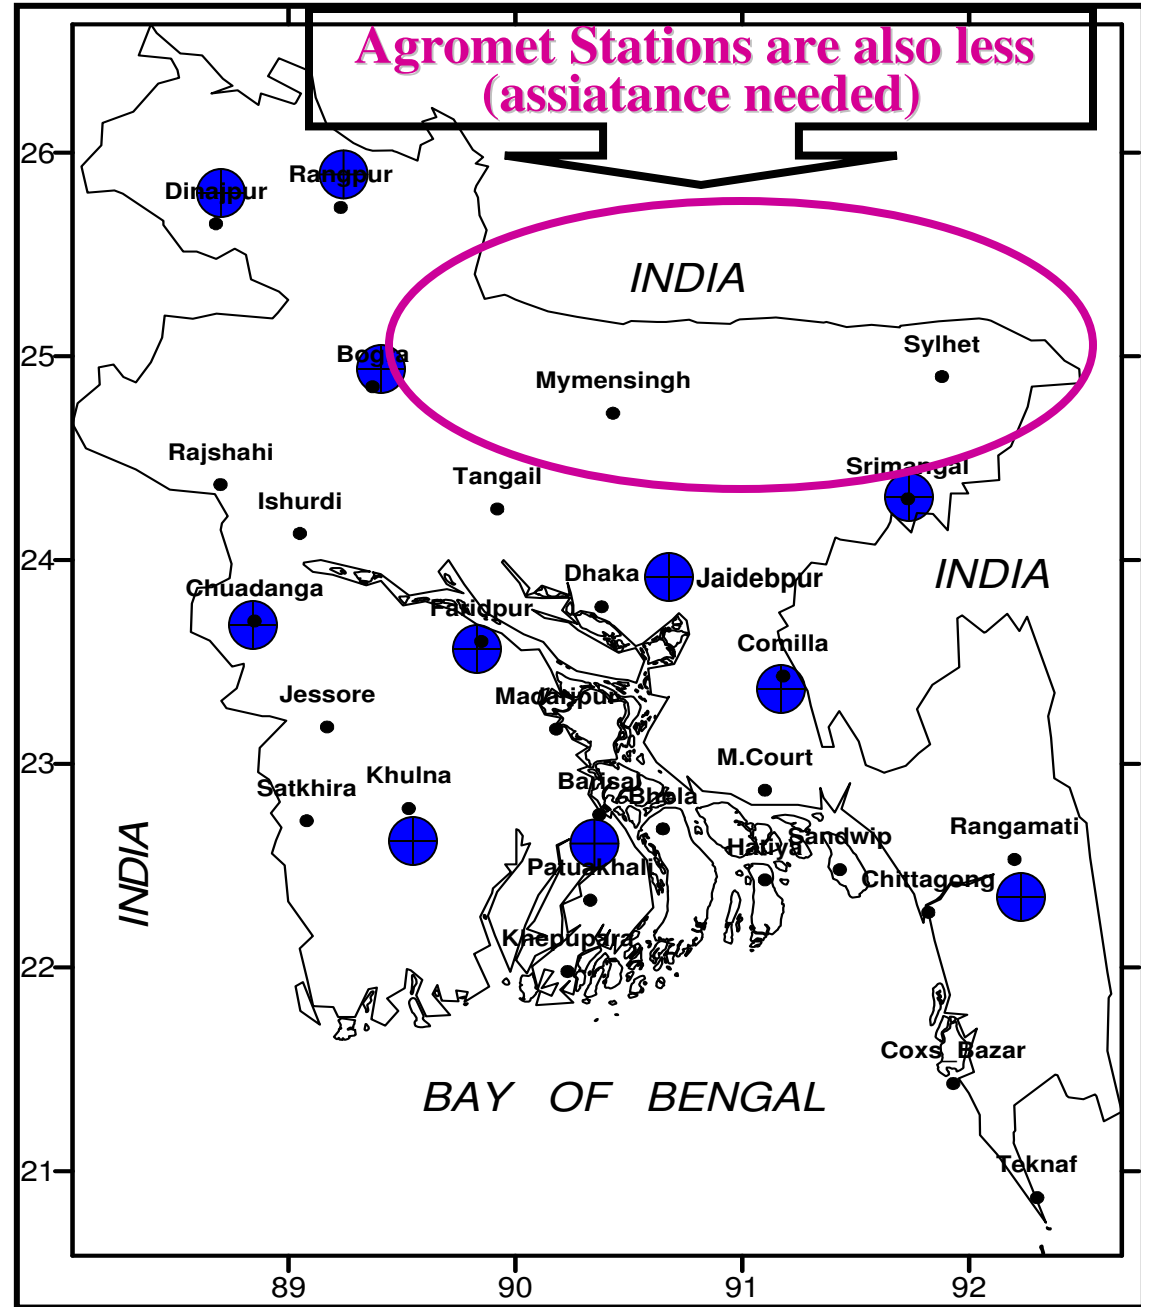 Agromet Stations are also less
(assiatance needed)
26
Rangpur
Dinajpur
INDIA
25
Sylhet
Bogra
Mymensingh
Rajshahi
Srimangal
Tangail
Ishurdi
24
Dhaka
Jaidebpur
INDIA
Chuadanga
Faridpur
Comilla
Jessore
Madaripur
23
M.Court
Khulna
Barisal
Satkhira
Bhola
Rangamati
Sandwip
Hatiya
INDIA
Patuakhali
Chittagong
Khepupara
22
Coxs_Bazar
BAY OF BENGAL
21
Teknaf
89 90 91 92